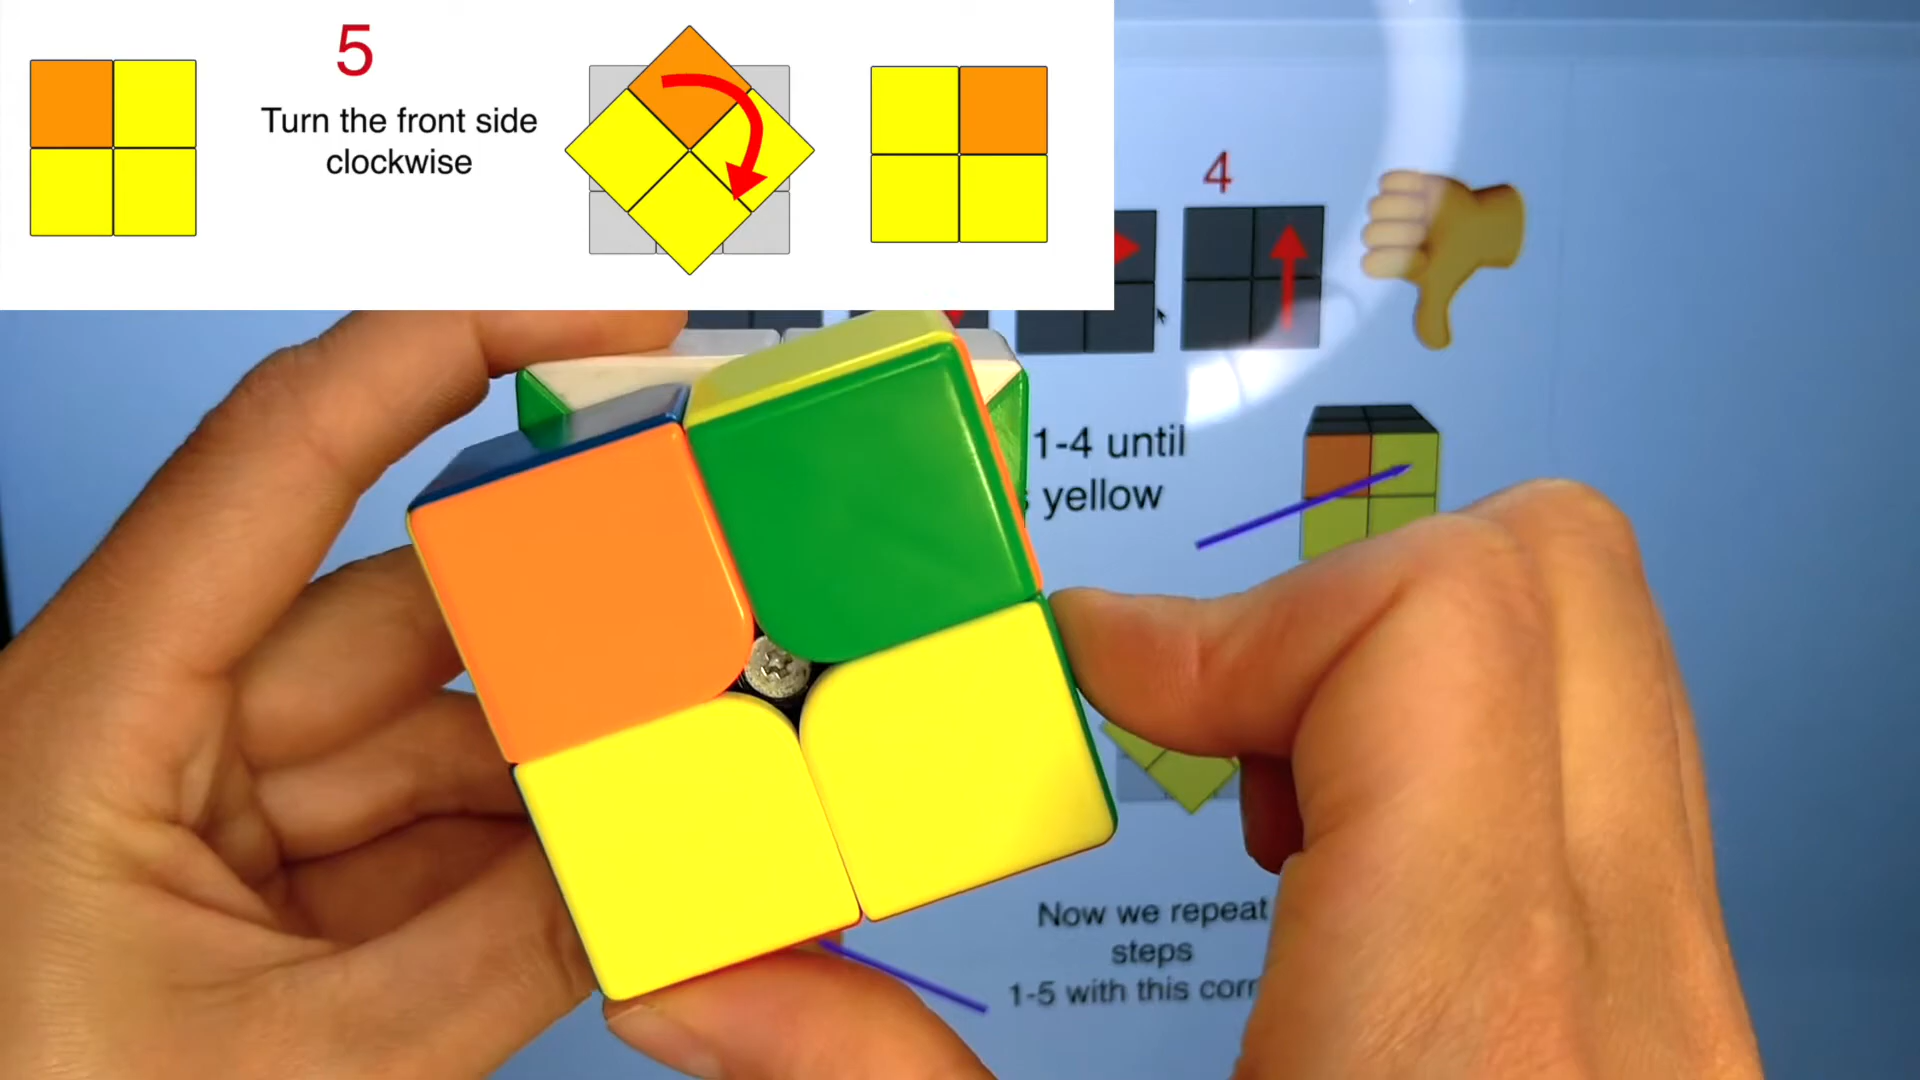 5
Turn the front side
clockwise
4
1-4 until
yellow
Now we repeat
steps
1-5 with this